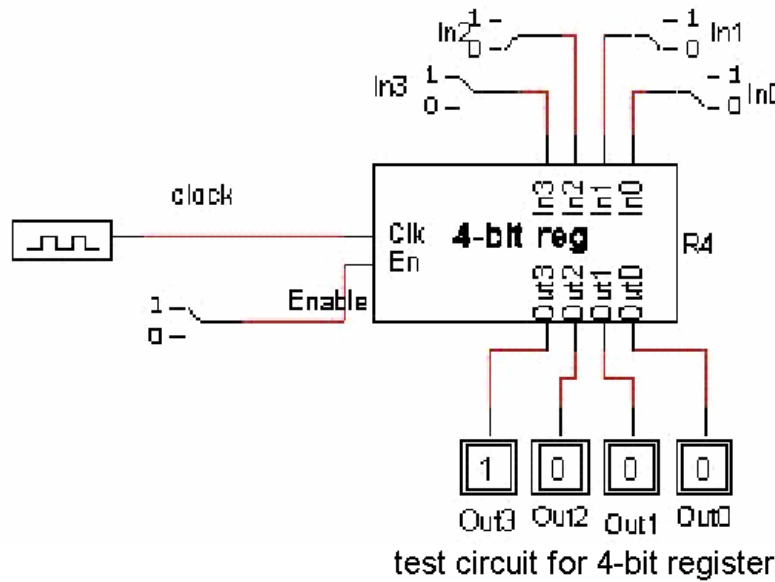 In2 1 0
1 0 In1
In3 1 0
1 0 In0
clock
Clk
En
4-bit reg
In3 In2 In1 In0
Out3 Out2 Out1 Out0
R4
Enable
1 0
1 0 0 0
Out3 Out2 Out1 Out0
test circuit for 4-bit register